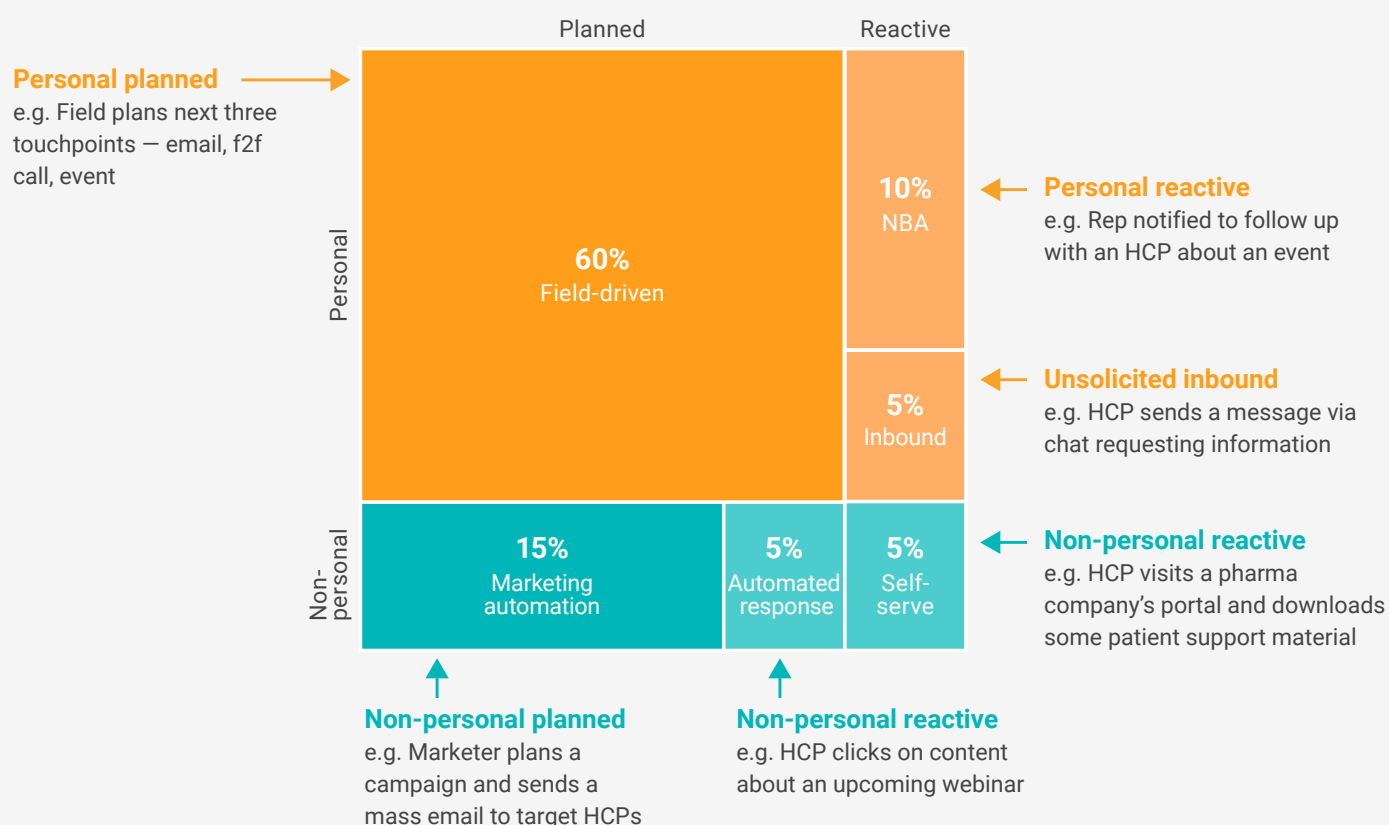 Planned
Reactive
Personal planned
e.g. Field plans next three
touchpoints — email, f2f
call, event
Personal
60%
Field-driven
10%
NBA
Personal reactive
e.g. Rep notified to follow up
with an HCP about an event
5%
Inbound
Unsolicited inbound
e.g. HCP sends a message via
chat requesting information
Non-
personal
15%
Marketing
automation
5%
Automated
response
5%
Self-
serve
Non-personal reactive
e.g. HCP visits a pharma
company’s portal and downloads
some patient support material
Non-personal planned
e.g. Marketer plans a
campaign and sends a
mass email to target HCPs
Non-personal reactive
e.g. HCP clicks on content
about an upcoming webinar